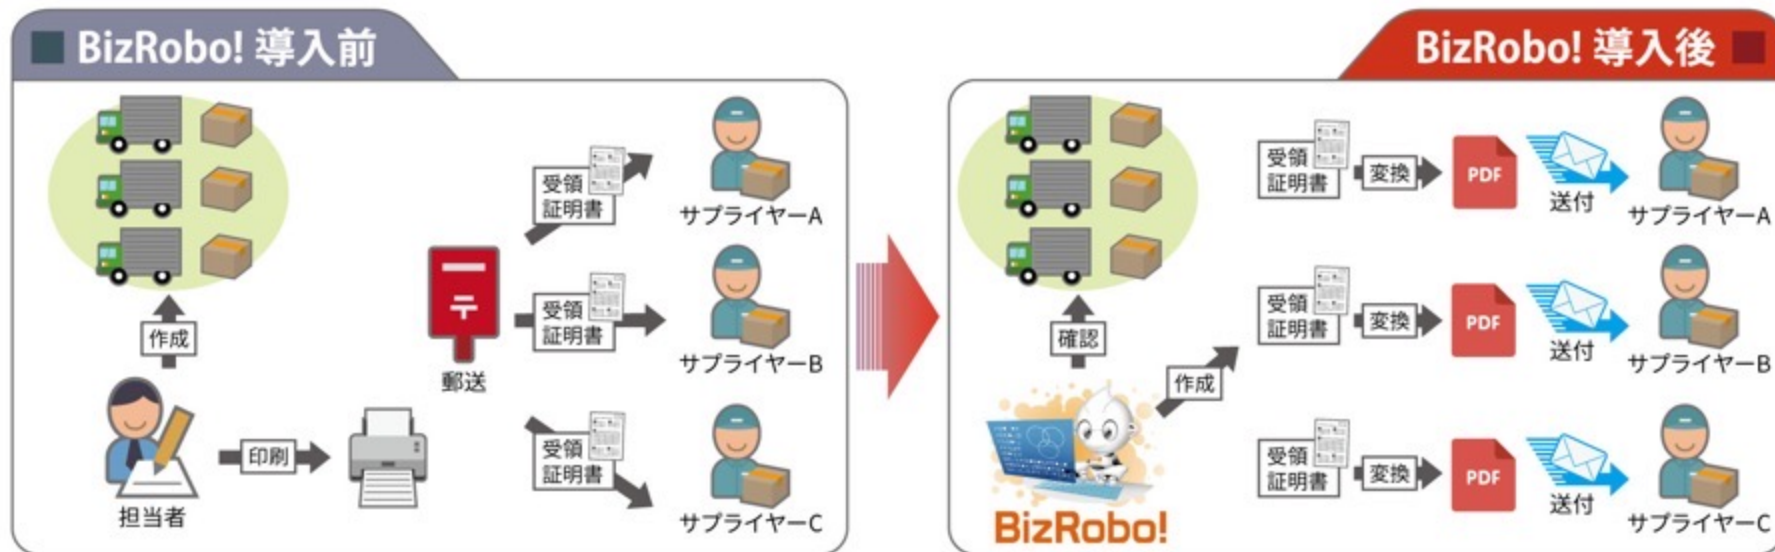 BizRobo! 導入前
受領
証明書
サプライヤーA
作成
郵送
受領
証明書
サプライヤーB
担当者
印刷
受領
証明書
サプライヤーC
BizRobo! 導入後
受領
証明書
変換
PDF
送付
サプライヤーA
確認
作成
受領
証明書
変換
PDF
送付
サプライヤーB
BizRobo!
受領
証明書
変換
PDF
送付
サプライヤーC